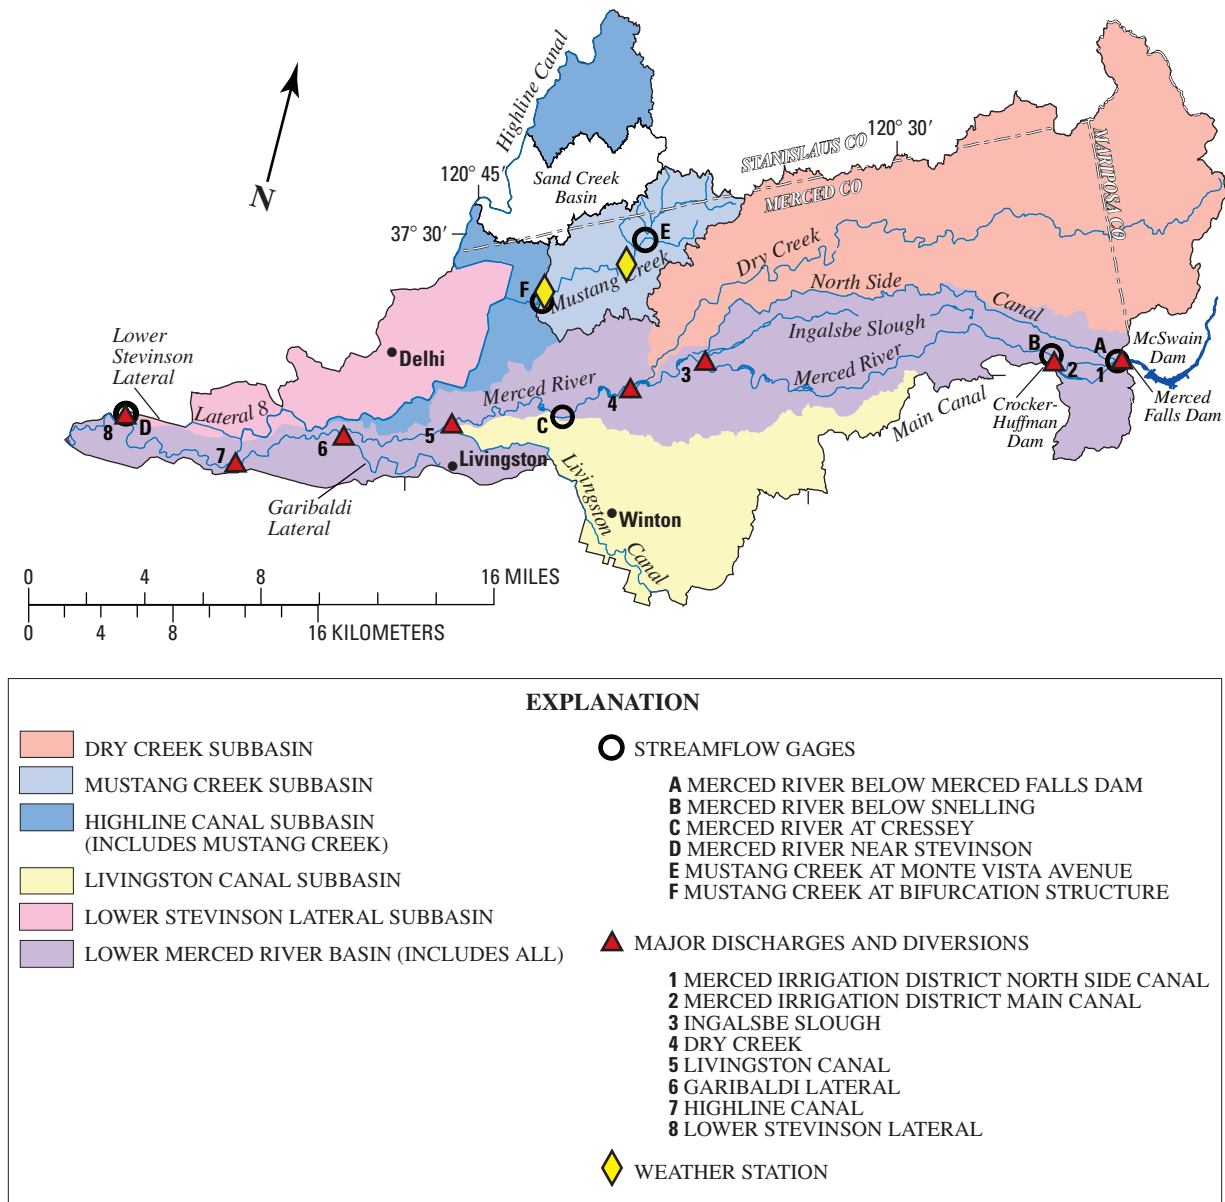 Highline Canal
120° 45′
Sand Creek
Basin
37° 30′
STANISLAUS CO
MERCED CO
120° 30′
MARIPOSA CO
N
E
F
Mustang Creek
Dry Creek
North Side
Canal
Ingalsbe Slough
Merced River
B
A
2
1
McSwain
Dam
Merced
Falls Dam
Crocker-
Huffman
Dam
Main Canal
3
4
Merced River
C
5
Lower
Stevinson
Lateral
Delhi
Lateral 8
8
D
7
6
Livingston
Garibaldi
Lateral
Livingston
Canal
Winton
0 4 8 16 MILES
0 4 8 16 KILOMETERS
EXPLANATION
DRY CREEK SUBBASIN
MUSTANG CREEK SUBBASIN
HIGHLINE CANAL SUBBASIN
(INCLUDES MUSTANG CREEK)
LIVINGSTON CANAL SUBBASIN
LOWER STEVINSON LATERAL SUBBASIN
LOWER MERCED RIVER BASIN (INCLUDES ALL)
STREAMFLOW GAGES
A MERCED RIVER BELOW MERCED FALLS DAM
B MERCED RIVER BELOW SNELLING
C MERCED RIVER AT CRESSEY
D MERCED RIVER NEAR STEVINSON
E MUSTANG CREEK AT MONTE VISTA AVENUE
F MUSTANG CREEK AT BIFURCATION STRUCTURE
MAJOR DISCHARGES AND DIVERSIONS
1 MERCED IRRIGATION DISTRICT NORTH SIDE CANAL
2 MERCED IRRIGATION DISTRICT MAIN CANAL
3 INGALSBE SLOUGH
4 DRY CREEK
5 LIVINGSTON CANAL
6 GARIBALDI LATERAL
7 HIGHLINE CANAL
8 LOWER STEVINSON LATERAL
WEATHER STATION